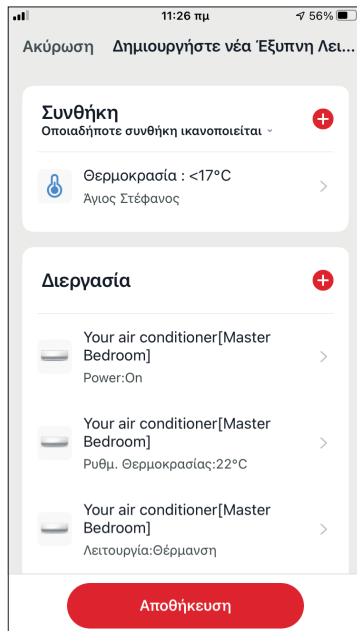 11:26 πμ
56%
Ακύρωση
Δημιουργήστε νέα Έξυπνη Λει...
Συνθήκη
Οποιαδήποτε συνθήκη ικανοποιείται
Θερμοκρασία : <17°C
Άγιος Στέφανος
Διεργασία
Your air conditioner[Master
Bedroom]
Power:On
Your air conditioner[Master
Bedroom]
Ρυθμ. Θερμοκρασίας:22°C
Your air conditioner[Master
Bedroom]
Λειτουργία:Θέρμανση
Αποθήκευση